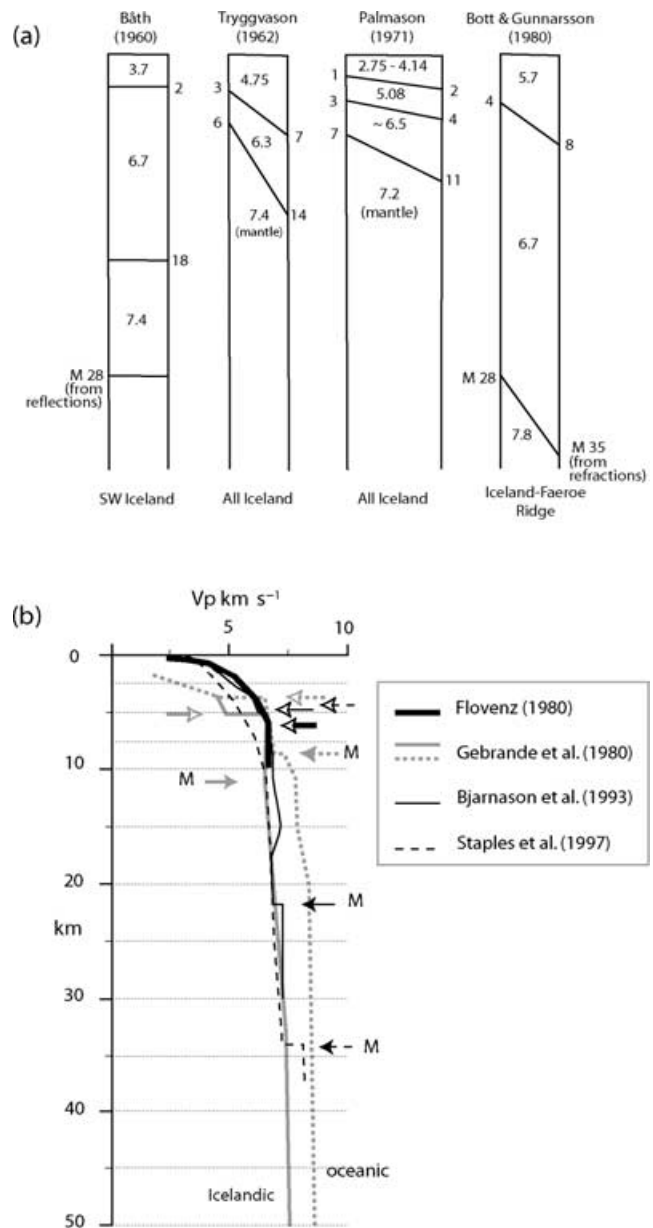 (a)
Båth
(1960)
3.7
2
6.7
18
7.4
M 28
(from
reflections)
SW Iceland
Tryggvason
(1962)
4.75
3
7
6
6.3
14
7.4
(mantle)
All Iceland
Palmason
(1971)
2.75 - 4.14
1
2
5.08
3
4
~ 6.5
7
11
7.2
(mantle)
All Iceland
Bott & Gunnarsson
(1980)
5.7
4
8
6.7
M 28
7.8
M 35
(from
refractions)
Iceland-Faeroe
Ridge
(b)
Vp km s⁻¹
5
10
0
10
20
km
30
40
50
M
M
M
M
oceanic
Icelandic
Flovenz (1980)
Gebrande et al. (1980)
Bjarnason et al. (1993)
Staples et al. (1997)